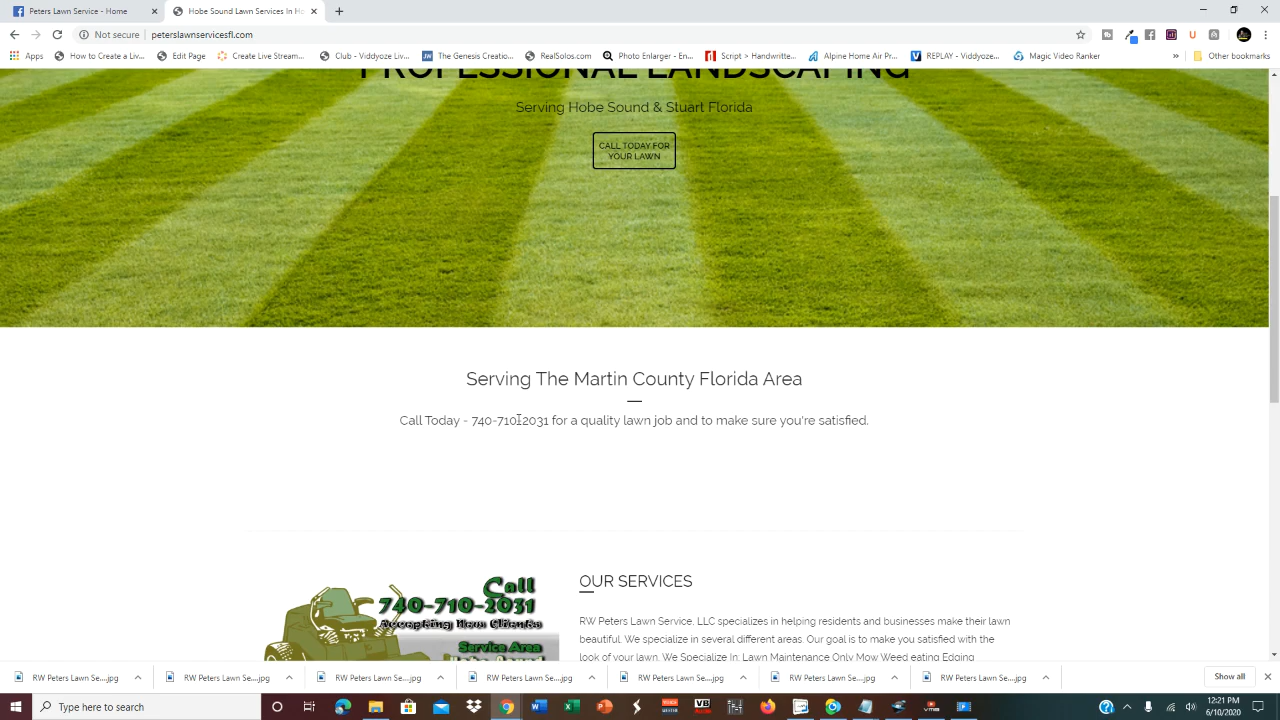 Peters Lawn Service - Home
Hobe Sound Lawn Services In Ho
Not secure
peterslawnservicesfl.com
Apps
How to Create a Liv...
Edit Page
Create Live Stream...
Club - Viddyoze
The Genesis Creatio...
RealSolos.com
Photo Enlarger - En...
Script > Handwritte...
Alpine Home Air Pr...
REPLAY - Viddyoze
Magic Video Ranker
»
Other bookmarks
PROFESSIONAL LANDSCAPING
Serving Hobe Sound & Stuart Florida
CALL TODAY FOR
YOUR LAWN
Serving The Martin County Florida Area
Call Today - 740-710-2031 for a quality lawn job and to make sure you're satisfied.
Call
740-710-2031
Accepting New Clients
Service Area
OUR SERVICES
RW Peters Lawn Service, LLC specializes in helping residents and businesses make their lawn
beautiful. We specialize in several different areas. Our goal is to make you satisfied with the
look of your lawn. We Specialize In: Lawn Maintenance Only Mow Weed eating Edging
RW Peters Lawn Se....jpg
RW Peters Lawn Se....jpg
RW Peters Lawn Se....jpg
RW Peters Lawn Se....jpg
RW Peters Lawn Se....jpg
RW Peters Lawn Se....jpg
RW Peters Lawn Se....jpg
Show all
Type here to search
12:21 PM
6/10/2020